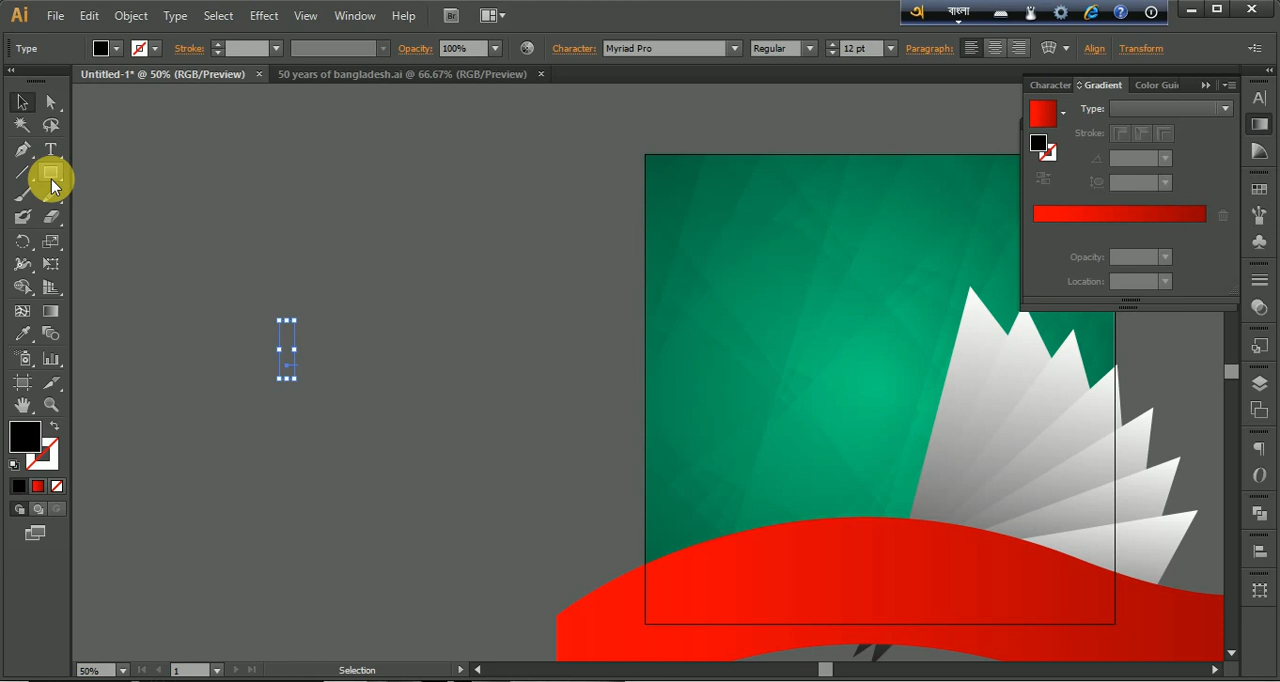 Ai File Edit Object Type Select Effect View Window Help Br বাংলা
Type Stroke: Opacity: 100% Character: Myriad Pro Regular 12 pt Paragraph: Align Transform
Untitled-1* @ 50% (RGB/Preview) × 50 years of bangladesh.ai @ 66.67% (RGB/Preview) ×
Character Gradient Color Gui
Type:
Stroke:
Opacity:
Location:
50% 1 Selection